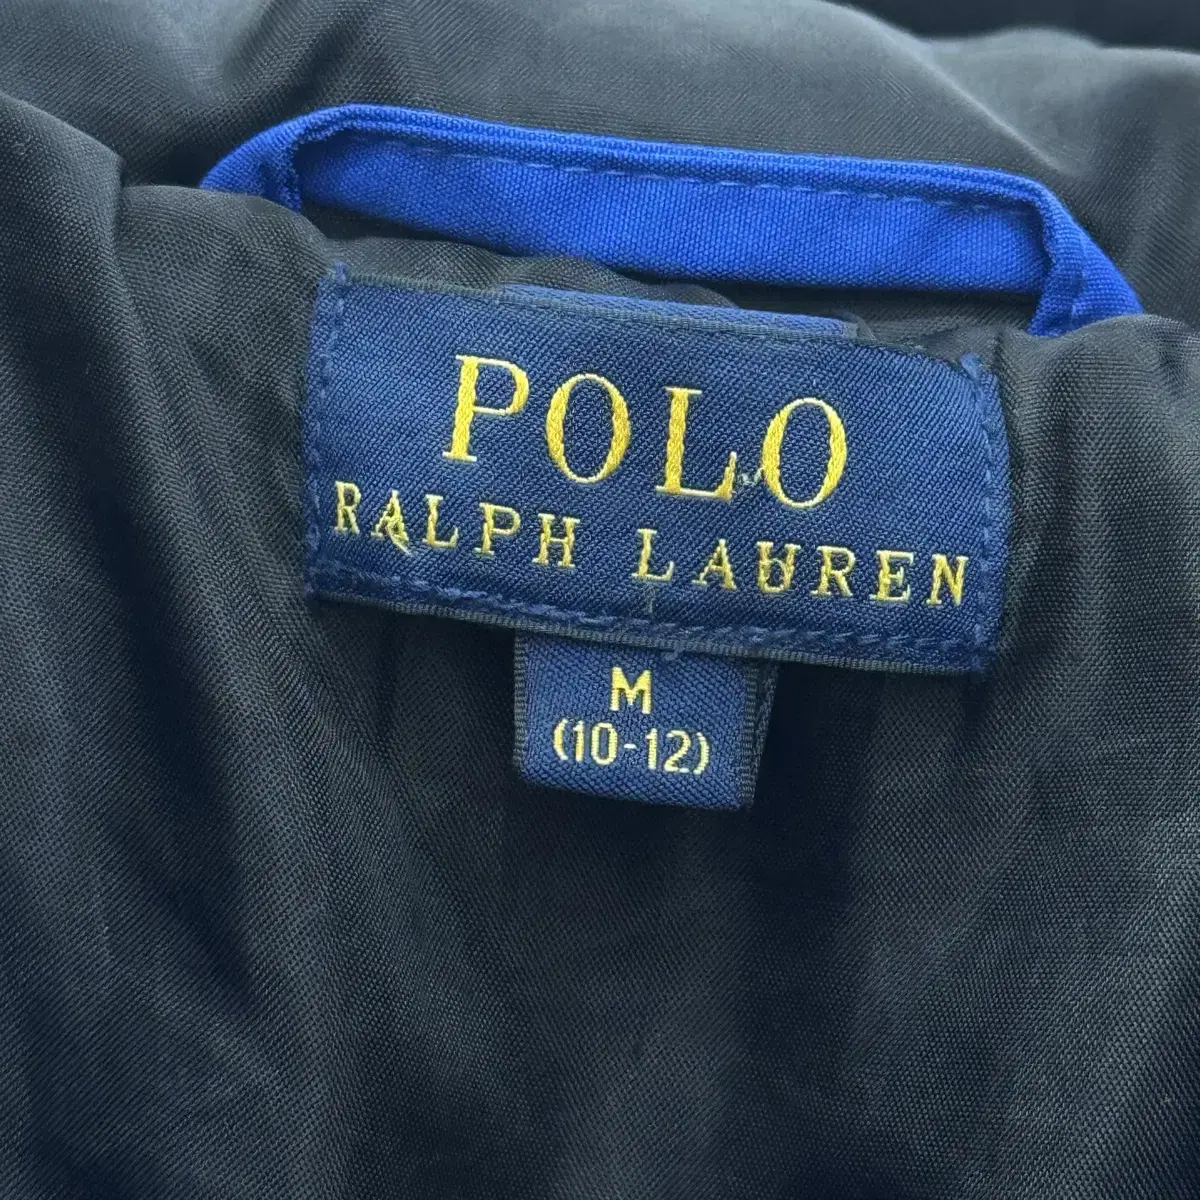 POLO
RALPH LAUREN
M
(10-12)